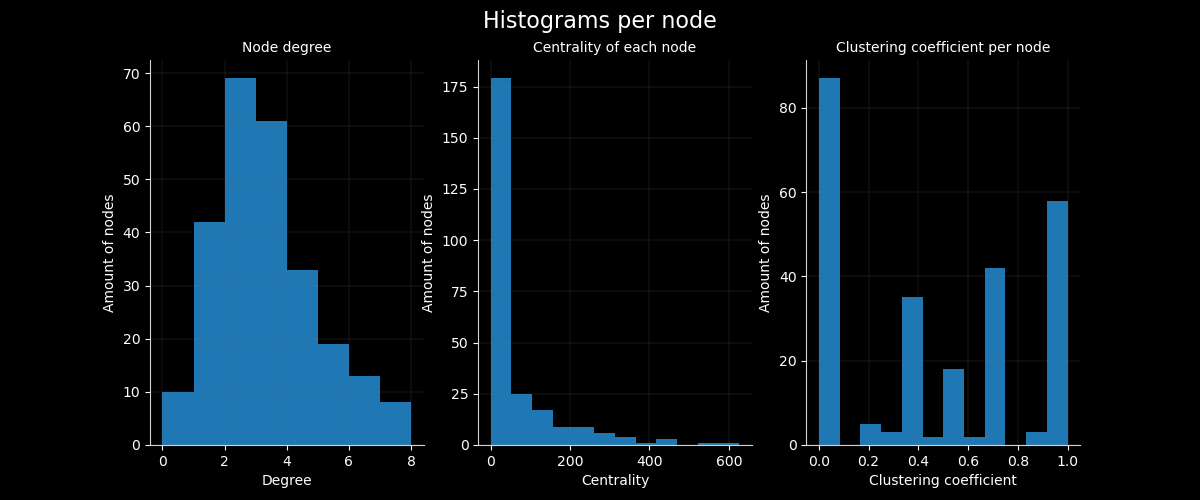 Histograms per node
Node degree
Amount of nodes
70
60
50
40
30
20
10
0
0 2 4 6 8
Degree
Centrality of each node
Amount of nodes
175
150
125
100
75
50
25
0
0 200 400 600
Centrality
Clustering coefficient per node
Amount of nodes
80
60
40
20
0
0.0 0.2 0.4 0.6 0.8 1.0
Clustering coefficient